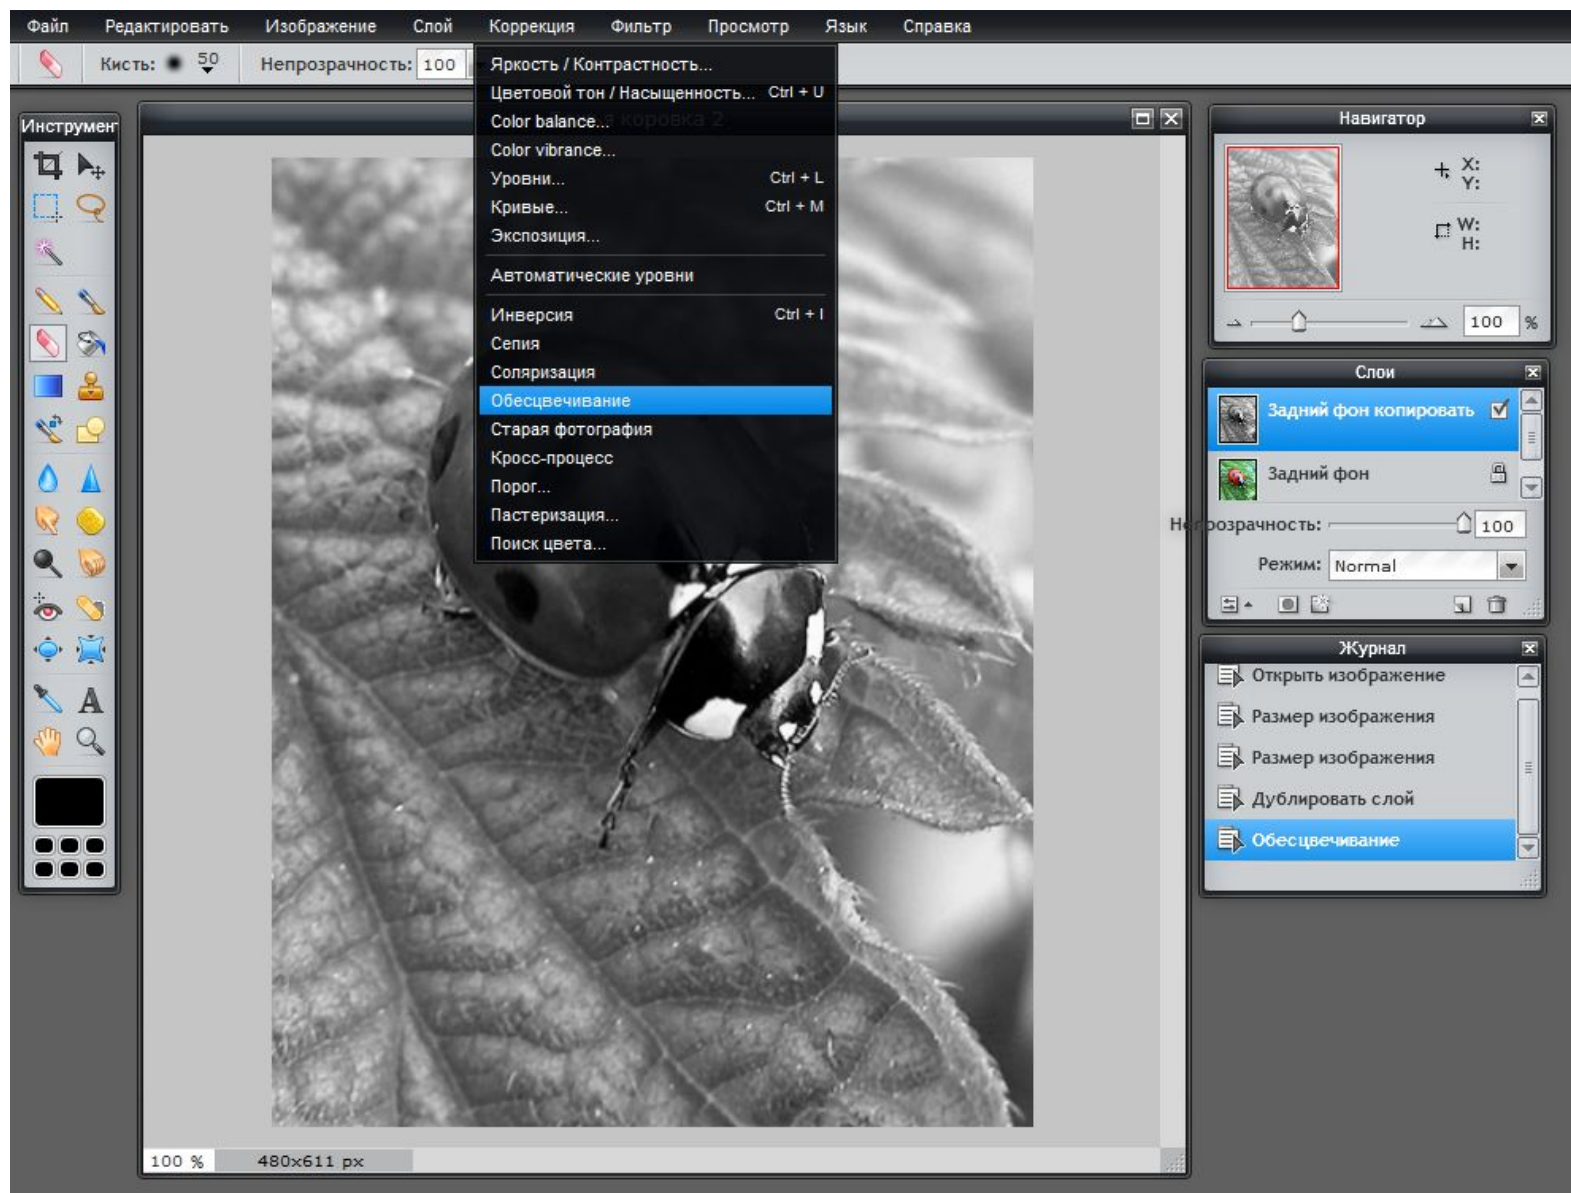 Файл Редактировать Изображение Слой Коррекция Фильтр Просмотр Язык Справка
Кисть: 50 Непрозрачность: 100
Инструмен
Яркость / Контрастность...
Цветовой тон / Насыщенность... Ctrl + U
Color balance...
коровка 2
Color vibrance...
Уровни... Ctrl + L
Кривые... Ctrl + M
Экспозиция...
Автоматические уровни
Инверсия Ctrl + I
Сепия
Соляризация
Обесцвечивание
Старая фотография
Кросс-процесс
Порог...
Пастеризация...
Поиск цвета...
100 % 480x611 px
Навигатор
X:
Y:
W:
H:
100 %
Слои
Задний фон копировать
Задний фон
Непрозрачность: 100
Режим: Normal
Журнал
Открыть изображение
Размер изображения
Размер изображения
Дублировать слой
Обесцвечивание